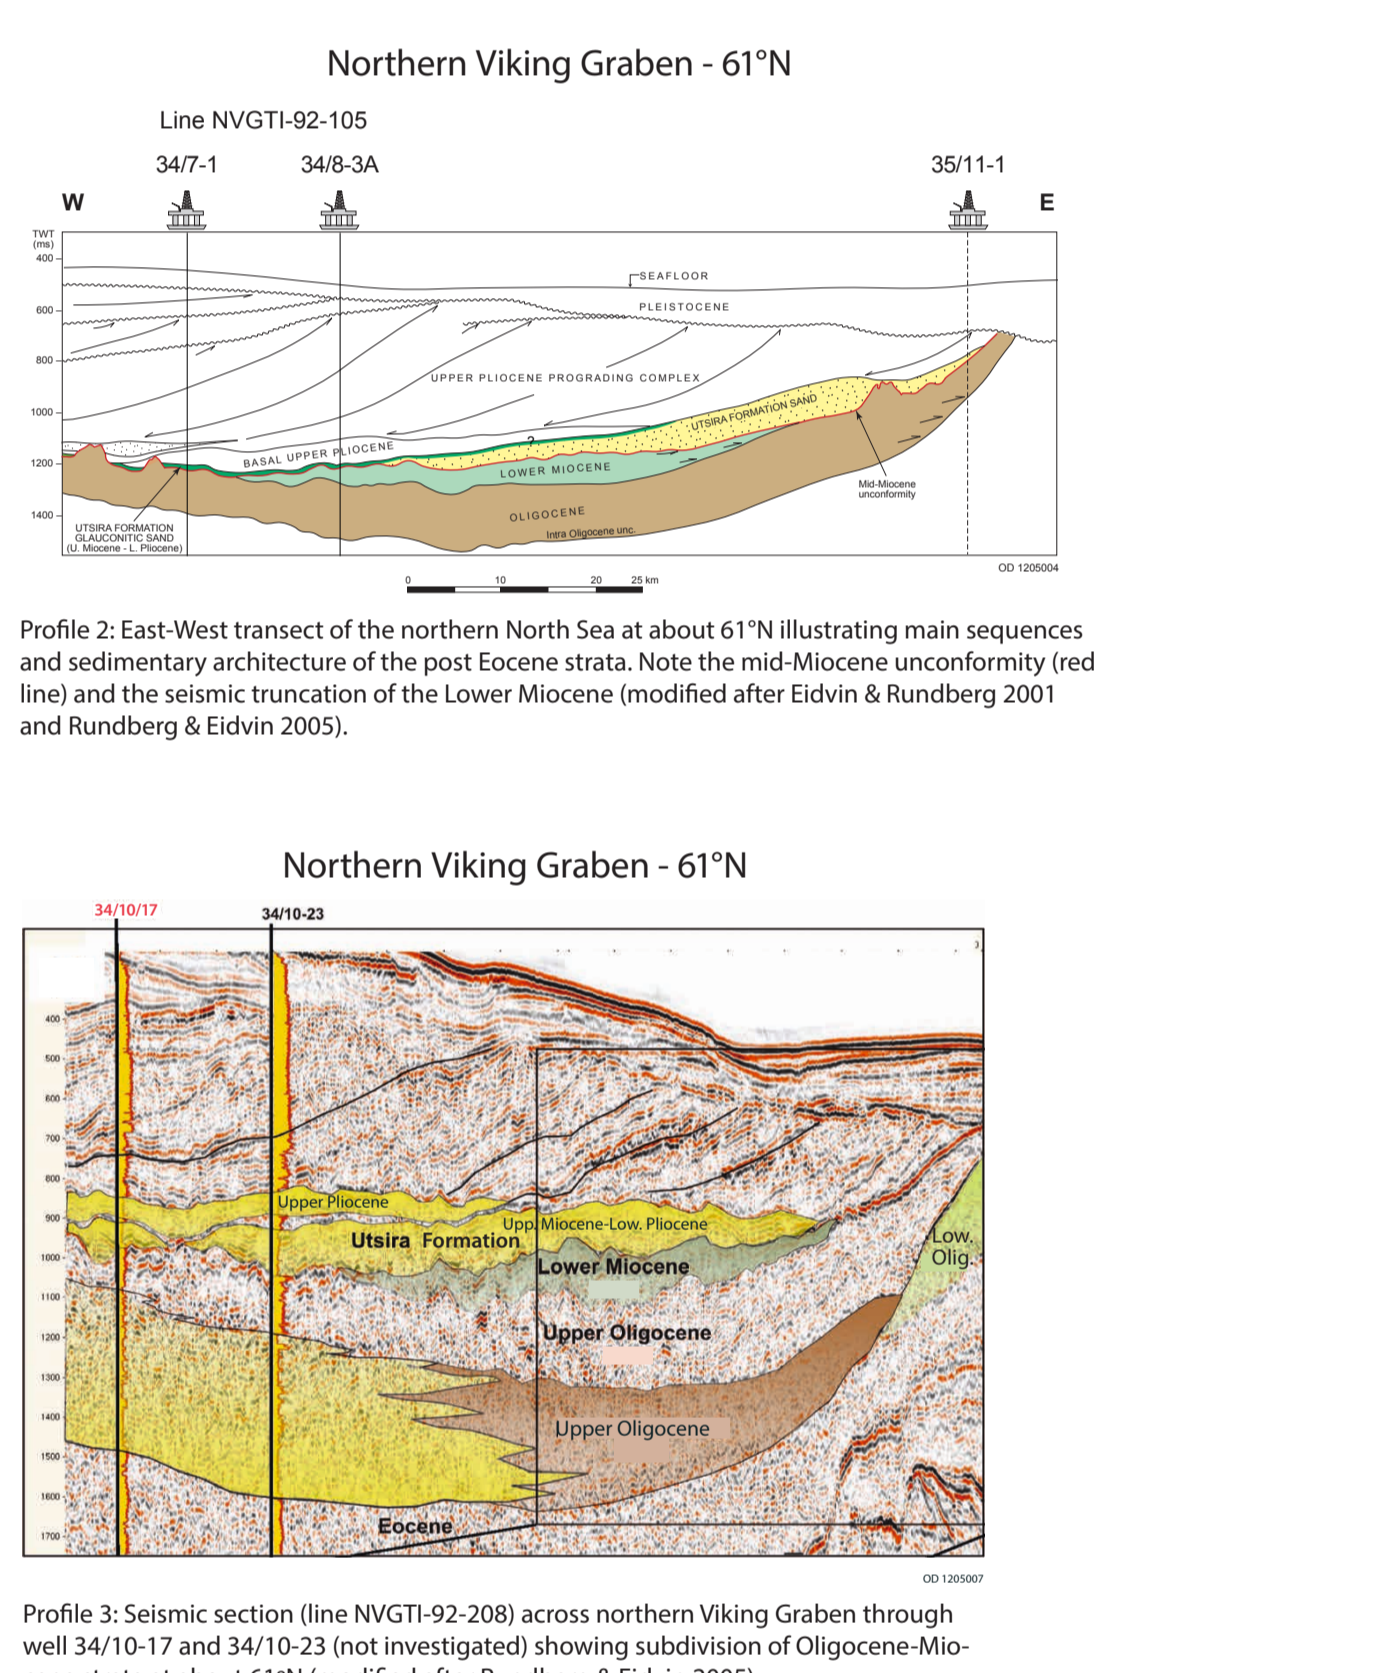 Northern Viking Graben - 61°N
Line NVGTI-92-105
34/7-1
34/8-3A
35/11-1
W
E
TWT
(ms)
400
600
800
1000
1200
1400
SEAFLOOR
PLEISTOCENE
UPPER PLIOCENE PROGRADING COMPLEX
UTSIRA FORMATION SAND
?
BASAL UPPER PLIOCENE
LOWER MIOCENE
OLIGOCENE
Intra Oligocene unc.
Mid-Miocene
unconformity
UTSIRA FORMATION
GLAUCONITIC SAND
(U. Miocene - L. Pliocene)
OD 1205004
0 10 20 25 km
Profile 2: East-West transect of the northern North Sea at about 61°N illustrating main sequences
and sedimentary architecture of the post Eocene strata. Note the mid-Miocene unconformity (red
line) and the seismic truncation of the Lower Miocene (modified after Eidvin & Rundberg 2001
and Rundberg & Eidvin 2005).
Northern Viking Graben - 61°N
34/10/17
34/10-23
400
500
600
700
800
900
1000
1100
1200
1300
1400
1500
1600
1700
Upper Pliocene
Upp. Miocene-Low. Pliocene
Utsira Formation
Lower Miocene
Low.
Olig.
Upper Oligocene
Upper Oligocene
Eocene
OD 1205007
Profile 3: Seismic section (line NVGTI-92-208) across northern Viking Graben through
well 34/10-17 and 34/10-23 (not investigated) showing subdivision of Oligocene-Mio-